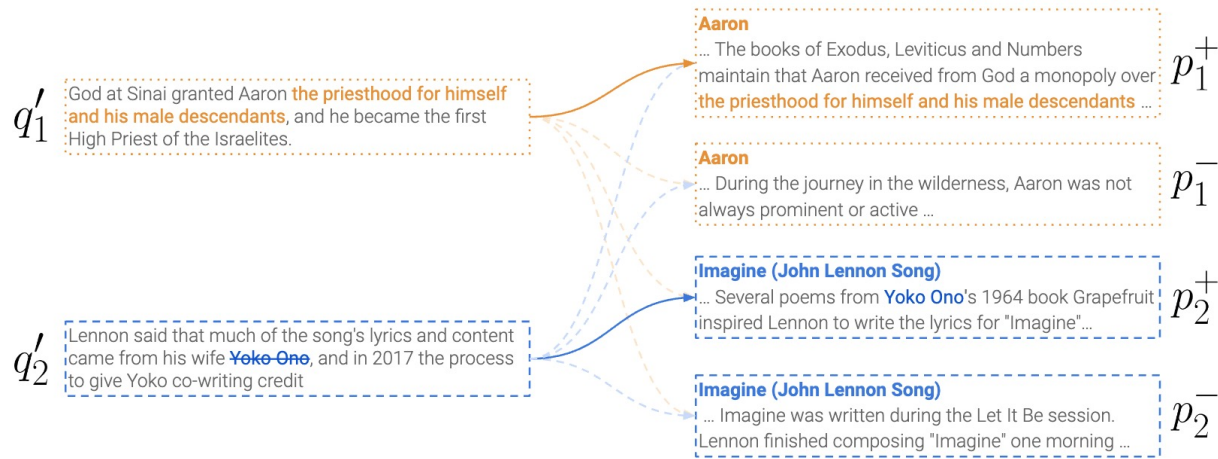 q′₁
God at Sinai granted Aaron the priesthood for himself
and his male descendants, and he became the first
High Priest of the Israelites.
Aaron
... The books of Exodus, Leviticus and Numbers
maintain that Aaron received from God a monopoly over
the priesthood for himself and his male descendants ...
p₁⁺
Aaron
... During the journey in the wilderness, Aaron was not
always prominent or active ...
p₁⁻
q′₂
Lennon said that much of the song's lyrics and content
came from his wife Yoko Ono, and in 2017 the process
to give Yoko co-writing credit
Imagine (John Lennon Song)
... Several poems from Yoko Ono's 1964 book Grapefruit
inspired Lennon to write the lyrics for "Imagine"...
p₂⁺
Imagine (John Lennon Song)
... Imagine was written during the Let It Be session.
Lennon finished composing "Imagine" one morning ...
p₂⁻